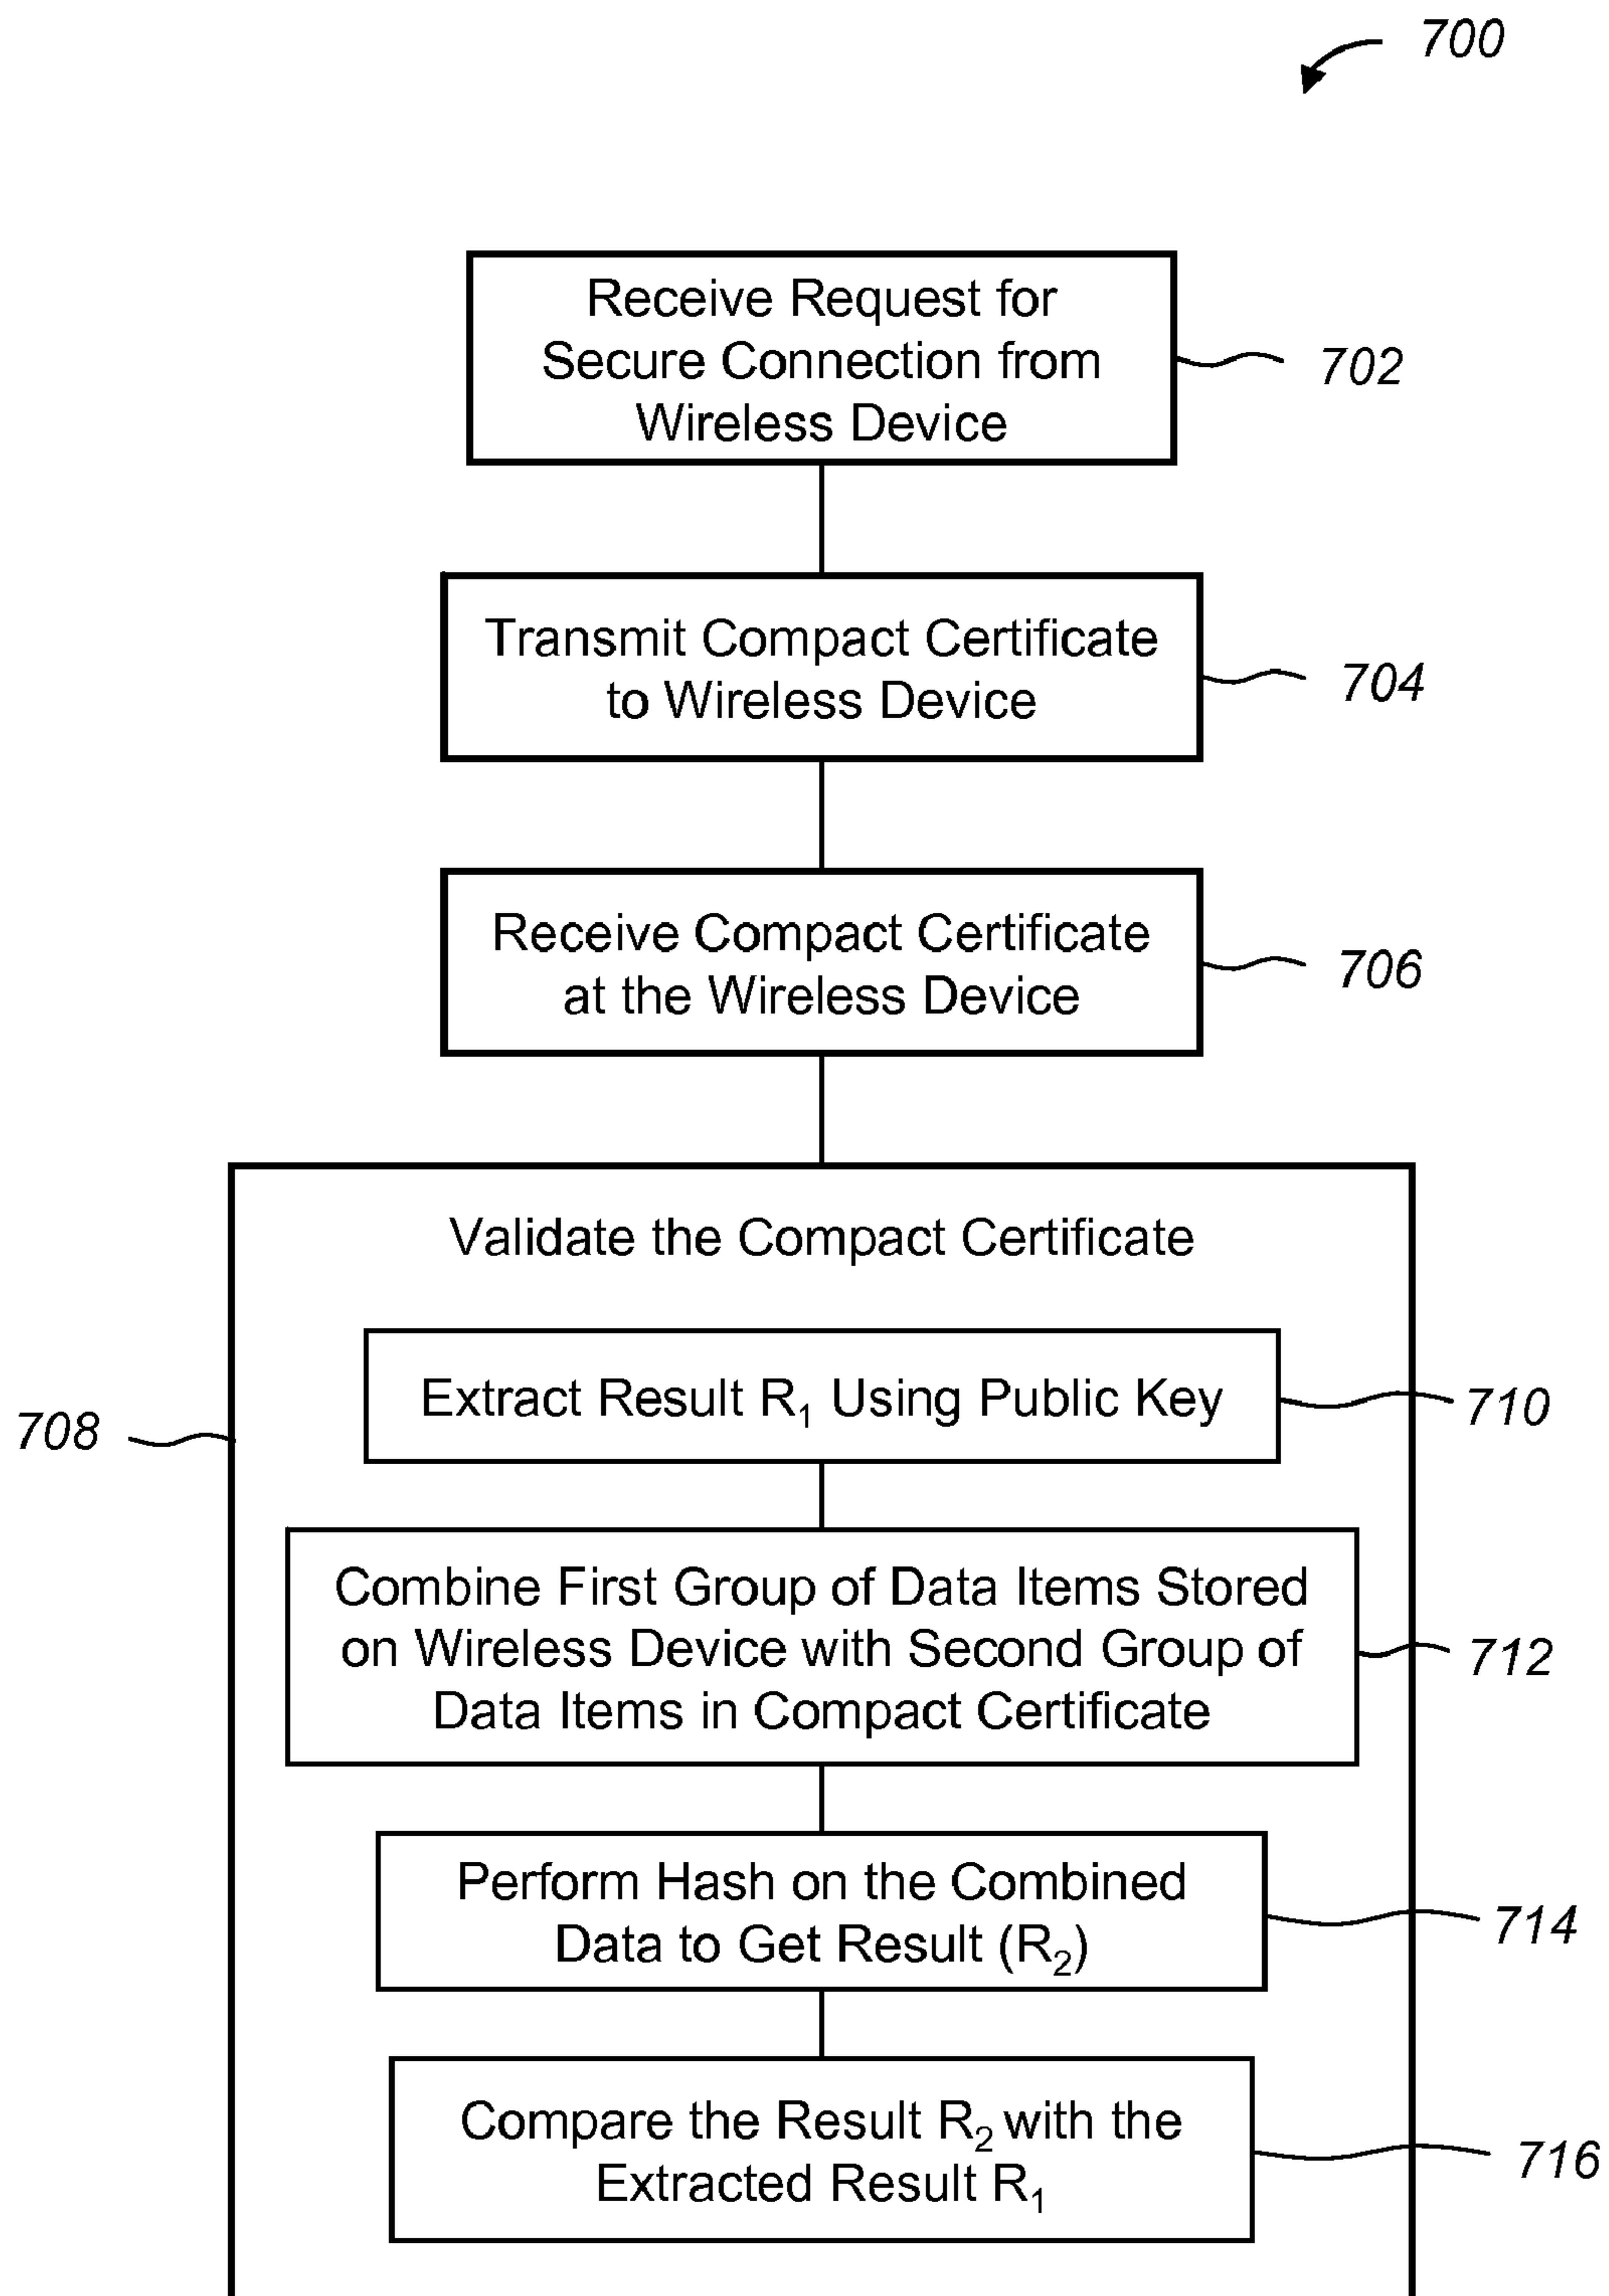 700
Receive Request for
Secure Connection from
Wireless Device
702
Transmit Compact Certificate
to Wireless Device
704
Receive Compact Certificate
at the Wireless Device
706
Validate the Compact Certificate
708
Extract Result R₁ Using Public Key
710
Combine First Group of Data Items Stored
on Wireless Device with Second Group of
Data Items in Compact Certificate
712
Perform Hash on the Combined
Data to Get Result (R₂)
714
Compare the Result R₂ with the
Extracted Result R₁
716